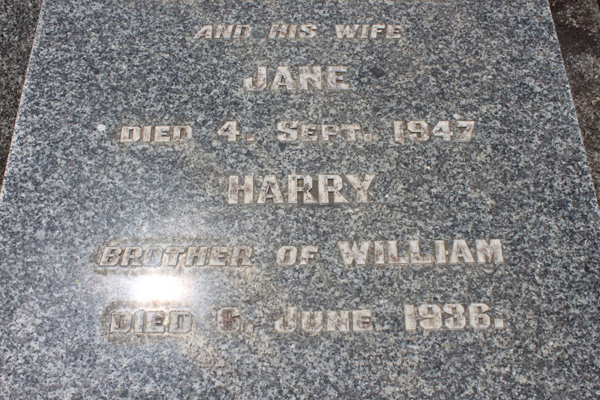 AND HIS WIFE
JANE
DIED 4. SEPT. 1947
HARRY
BROTHER OF WILLIAM
DIED 6. JUNE. 1936.